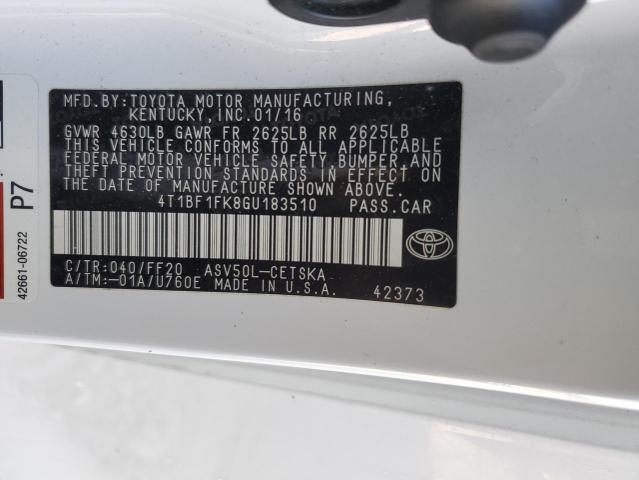 MFD.BY:TOYOTA MOTOR MANUFACTURING,
KENTUCKY, INC.01/16
GVWR 4630LB GAWR FR 2625LB RR 2625LB
THIS VEHICLE CONFORMS TO ALL APPLICABLE
FEDERAL MOTOR VEHICLE SAFETY, BUMPER, AND
THEFT PREVENTION STANDARDS IN EFFECT ON
THE DATE OF MANUFACTURE SHOWN ABOVE.
4T1BF1FK8GU183510 PASS.CAR
C/TR:040/FF20 ASV50L-CETSKA
A/TM:-01A/U760E MADE IN U.S.A. 42373
TOYOTA
P7
42661-06722